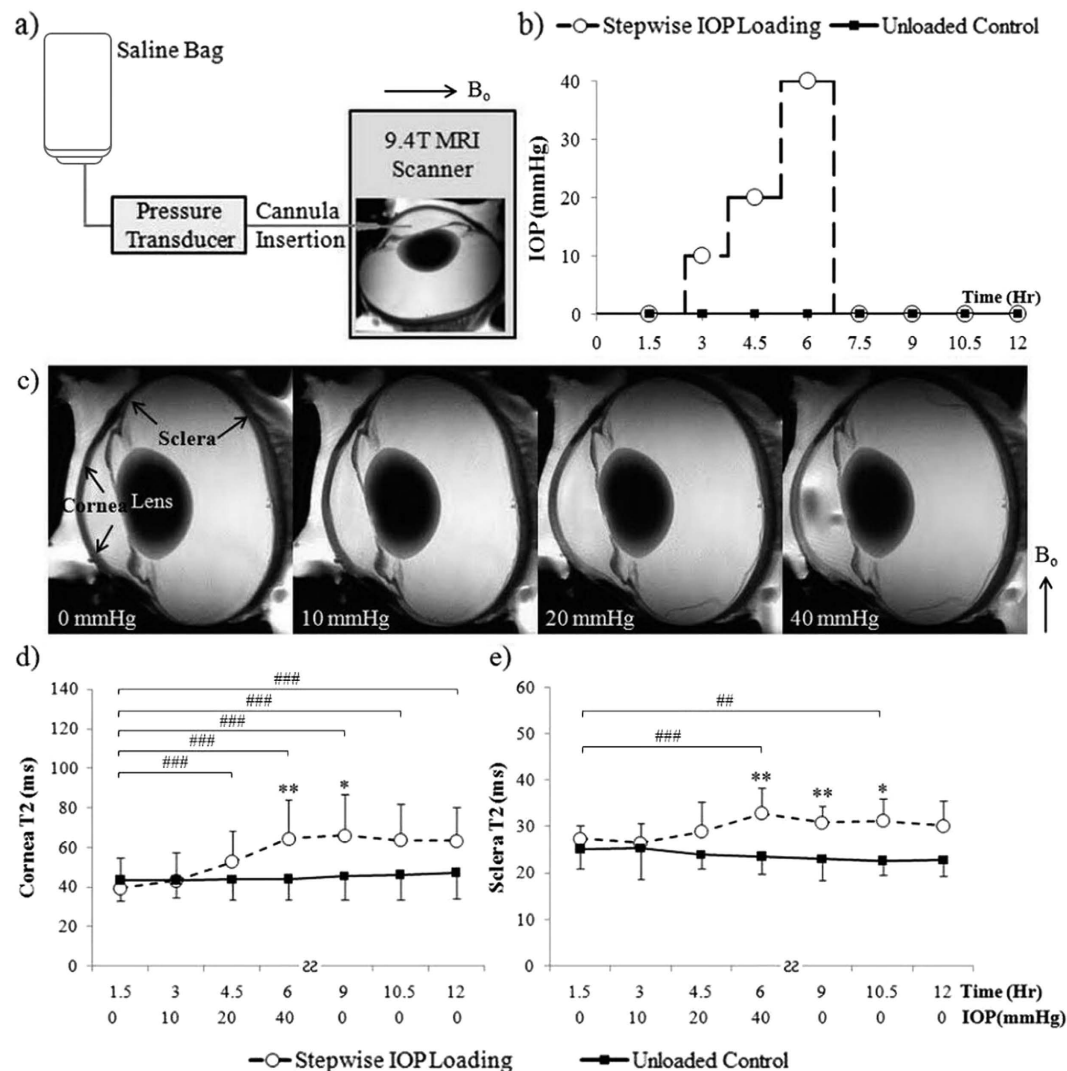 a)
Saline Bag
Pressure
Transducer
Cannula
Insertion
B₀
9.4T MRI
Scanner
b)
Stepwise IOP Loading
Unloaded Control
IOP (mmHg)
40
30
20
10
0
Time (Hr)
0 1.5 3 4.5 6 7.5 9 10.5 12
c)
Sclera
Cornea
Lens
0 mmHg
10 mmHg
20 mmHg
40 mmHg
B₀
d)
Cornea T2 (ms)
140
120
100
80
60
40
20
0
###
###
###
###
###
** *
1.5 3 4.5 6 9 10.5 12
0 10 20 40 0 0 0
e)
Sclera T2 (ms)
60
50
40
30
20
10
0
##
###
** ** *
1.5 3 4.5 6 9 10.5 12 Time (Hr)
0 10 20 40 0 0 0 IOP(mmHg)
Stepwise IOP Loading
Unloaded Control